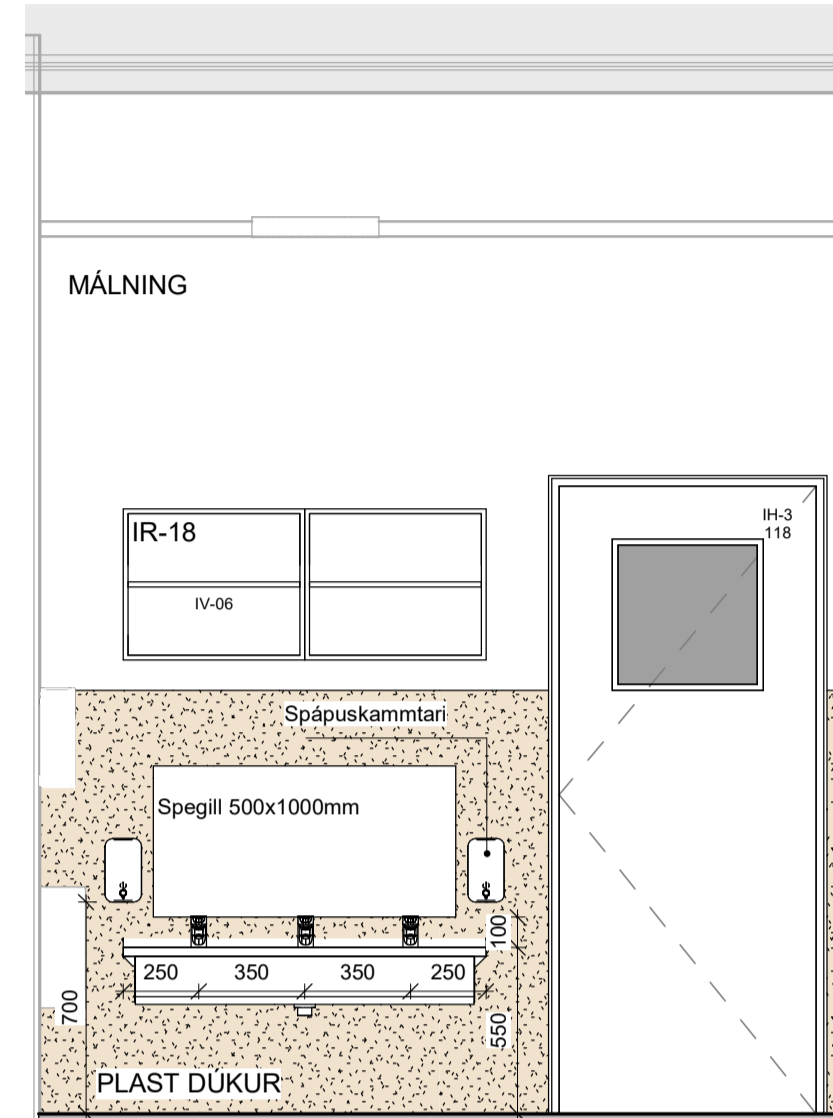 MÁLNING
IR-18
IV-06
IH-3
118
Spápuskammtari
Spegill 500x1000mm
100
250 350 350 250
700
550
PLAST DÚKUR